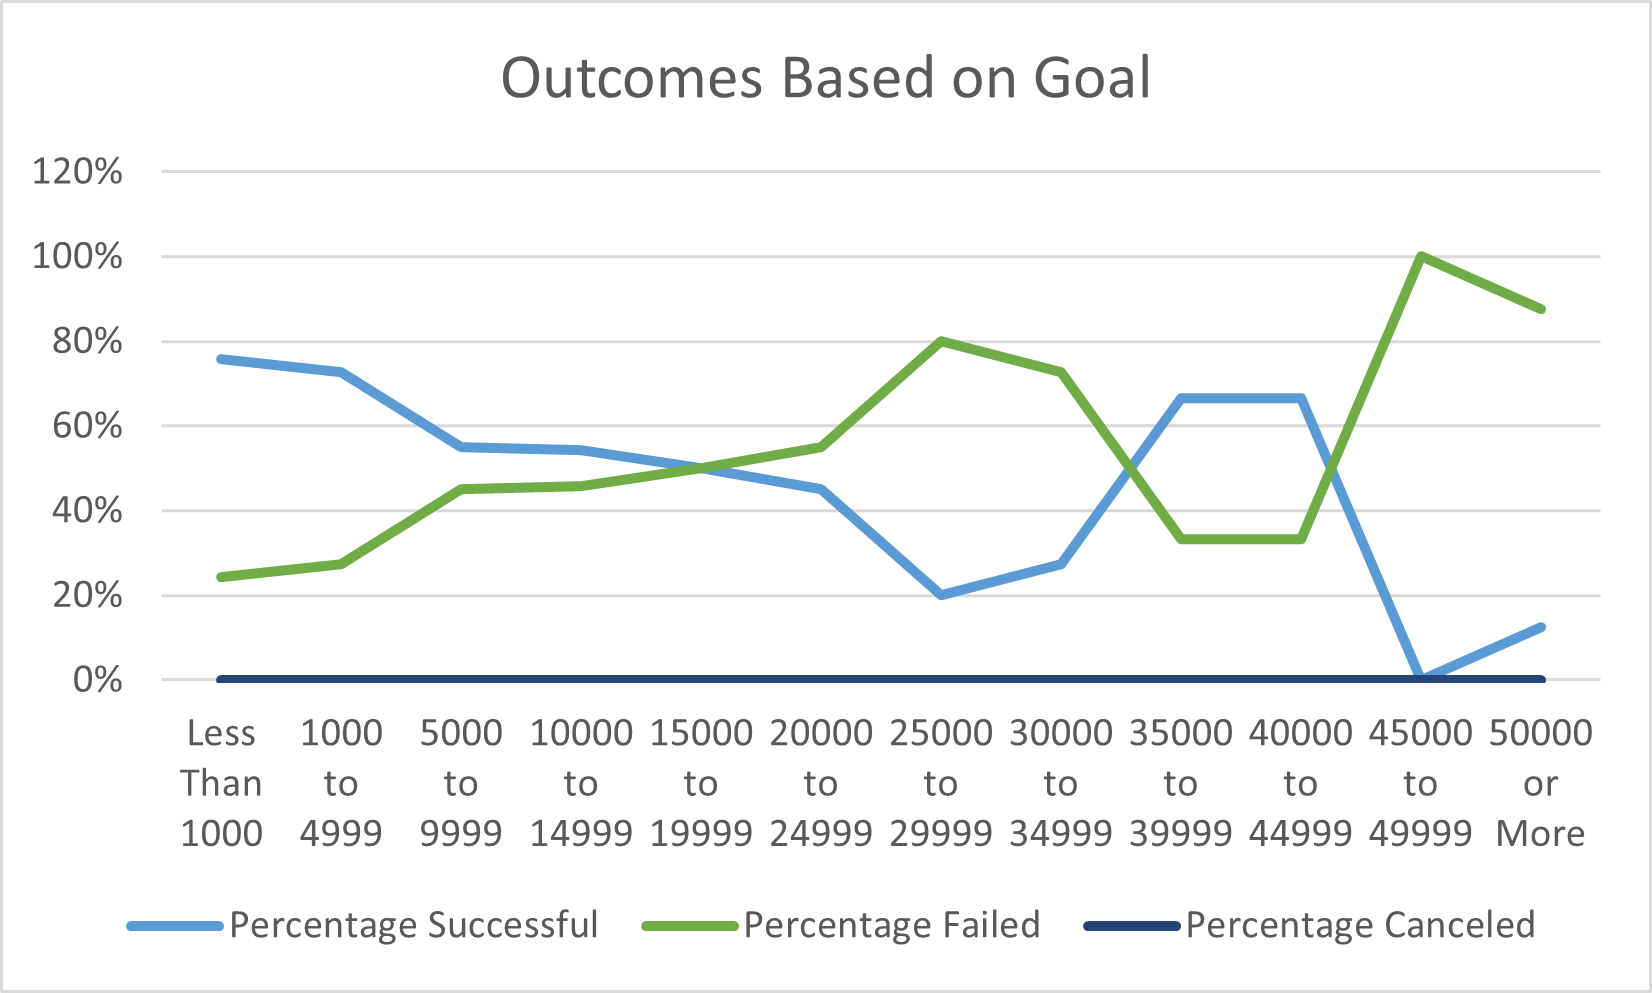 Outcomes Based on Goal
120%
100%
80%
60%
40%
20%
0%
Less Than 1000
1000 to 4999
5000 to 9999
10000 to 14999
15000 to 19999
20000 to 24999
25000 to 29999
30000 to 34999
35000 to 39999
40000 to 44999
45000 to 49999
50000 or More
Percentage Successful
Percentage Failed
Percentage Canceled